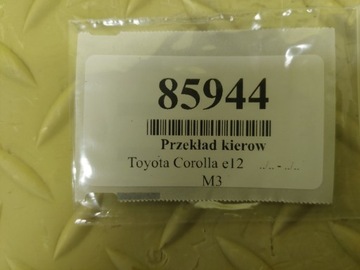 85944
Przekład kierow
Toyota Corolla e12
M3